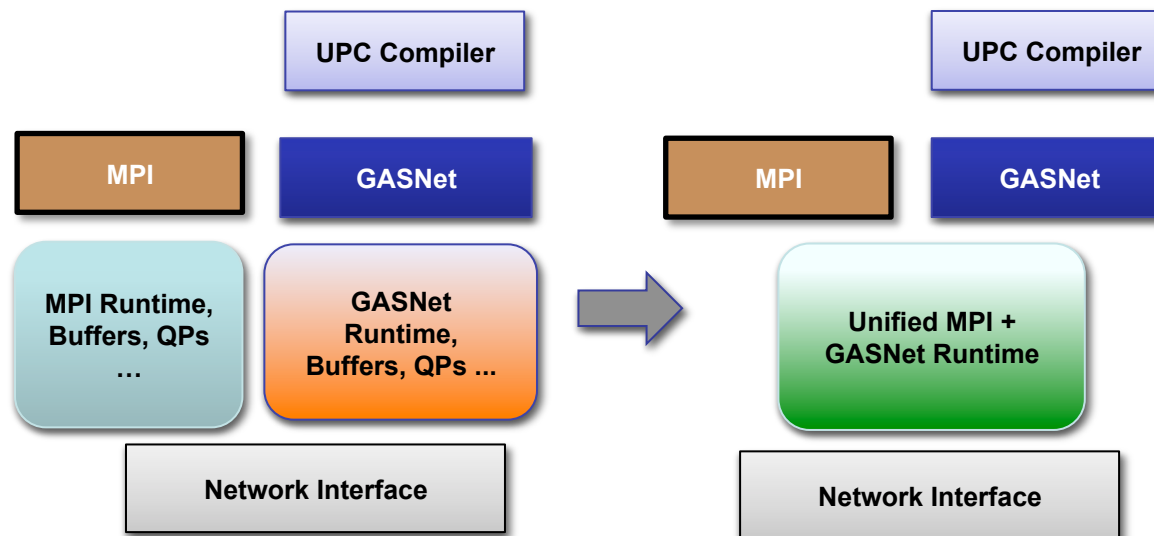 UPC Compiler
MPI
GASNet
MPI Runtime,
Buffers, QPs
…
GASNet
Runtime,
Buffers, QPs ...
Network Interface
UPC Compiler
MPI
GASNet
Unified MPI +
GASNet Runtime
Network Interface